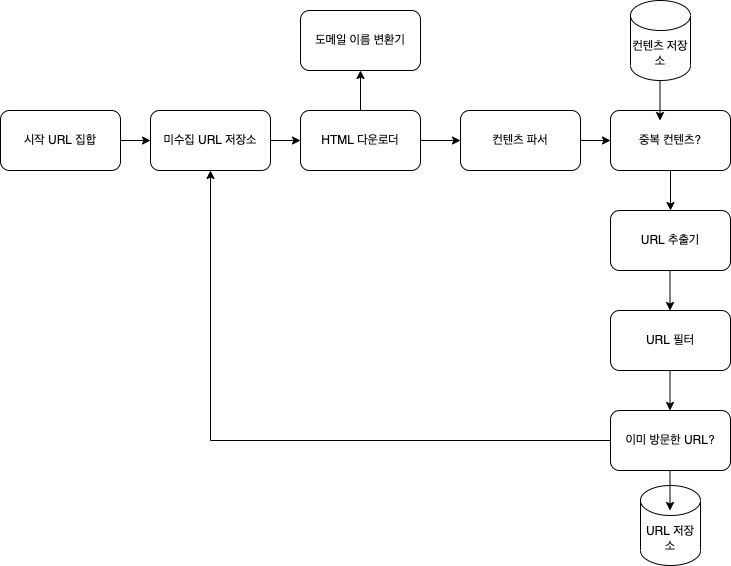 도메일 이름 변환기
컨텐츠 저장
소
시작 URL 집합
미수집 URL 저장소
HTML 다운로더
컨텐츠 파서
중복 컨텐츠?
URL 추출기
URL 필터
이미 방문한 URL?
URL 저장
소